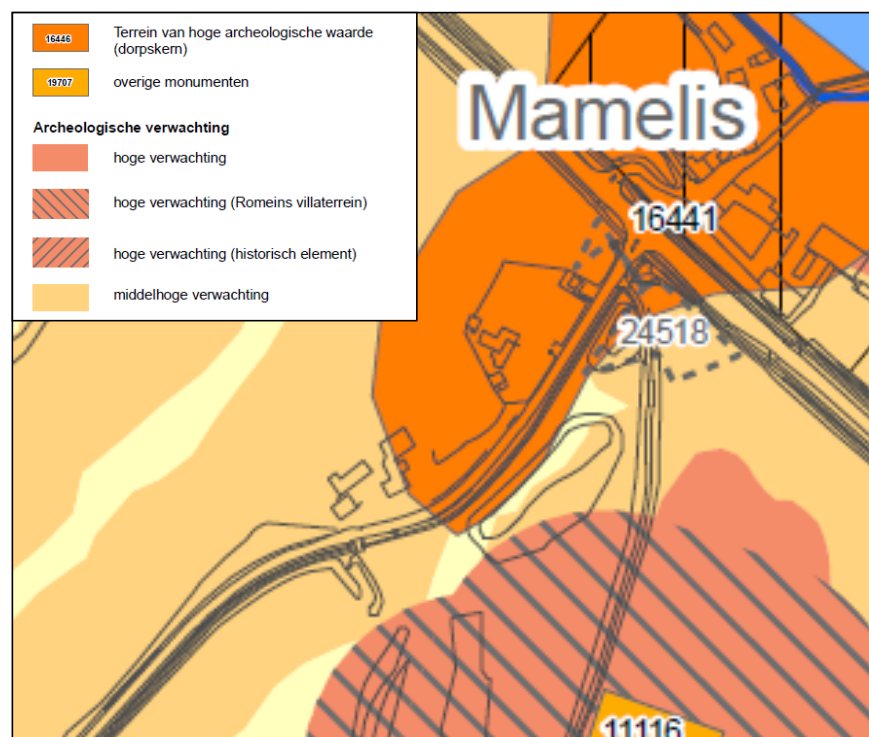 16446
Terrein van hoge archeologische waarde
(dorpskern)
19707
overige monumenten
Archeologische verwachting
hoge verwachting
hoge verwachting (Romeins villaterrein)
hoge verwachting (historisch element)
middelhoge verwachting
Mamelis
16441
24518
11116